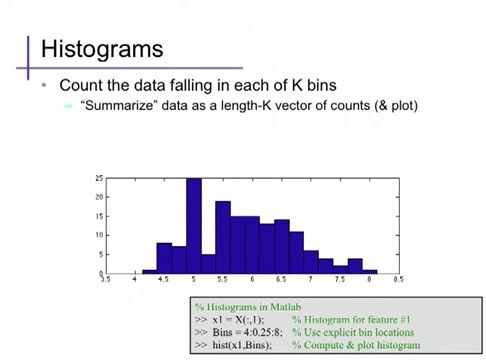 Histograms
• Count the data falling in each of K bins
– “Summarize” data as a length-K vector of counts (& plot)
25
20
15
10
5
0
3.5 4 4.5 5 5.5 6 6.5 7 7.5 8 8.5
% Histograms in Matlab
>> x1 = X(:,1); % Histogram for feature #1
>> Bins = 4:0.25:8; % Use explicit bin locations
>> hist(x1,Bins); % Compute & plot histogram